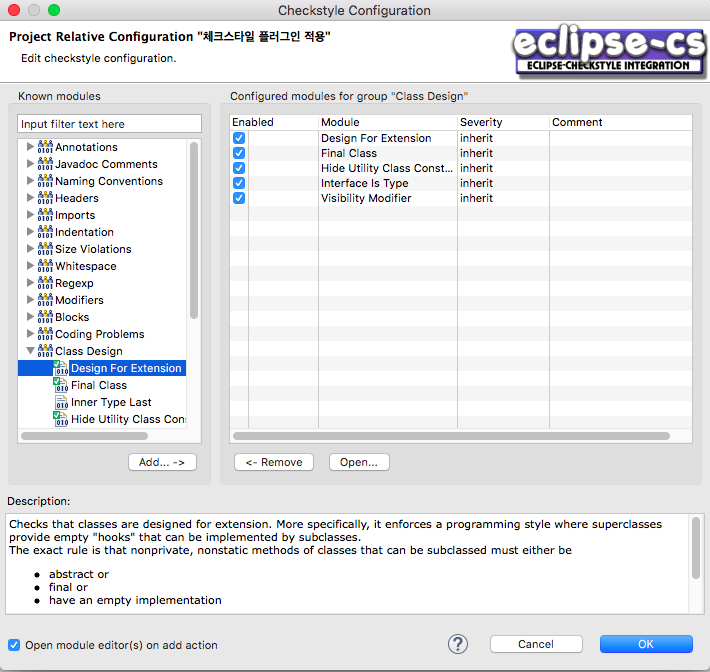 Checkstyle Configuration
Project Relative Configuration "체크스타일 플러그인 적용"
Edit checkstyle configuration.
eclipse-cs
ECLIPSE-CHECKSTYLE INTEGRATION
Known modules
Input filter text here
Annotations
Javadoc Comments
Naming Conventions
Headers
Imports
Indentation
Size Violations
Whitespace
Regexp
Modifiers
Blocks
Coding Problems
Class Design
Design For Extension
Final Class
Inner Type Last
Hide Utility Class Cons
Add... ->
Configured modules for group "Class Design"
Enabled Module Severity Comment
Design For Extension inherit
Final Class inherit
Hide Utility Class Const... inherit
Interface Is Type inherit
Visibility Modifier inherit
<- Remove
Open...
Description:
Checks that classes are designed for extension. More specifically, it enforces a programming style where superclasses
provide empty "hooks" that can be implemented by subclasses.
The exact rule is that nonprivate, nonstatic methods of classes that can be subclassed must either be
• abstract or
• final or
• have an empty implementation
Open module editor(s) on add action
?
Cancel
OK